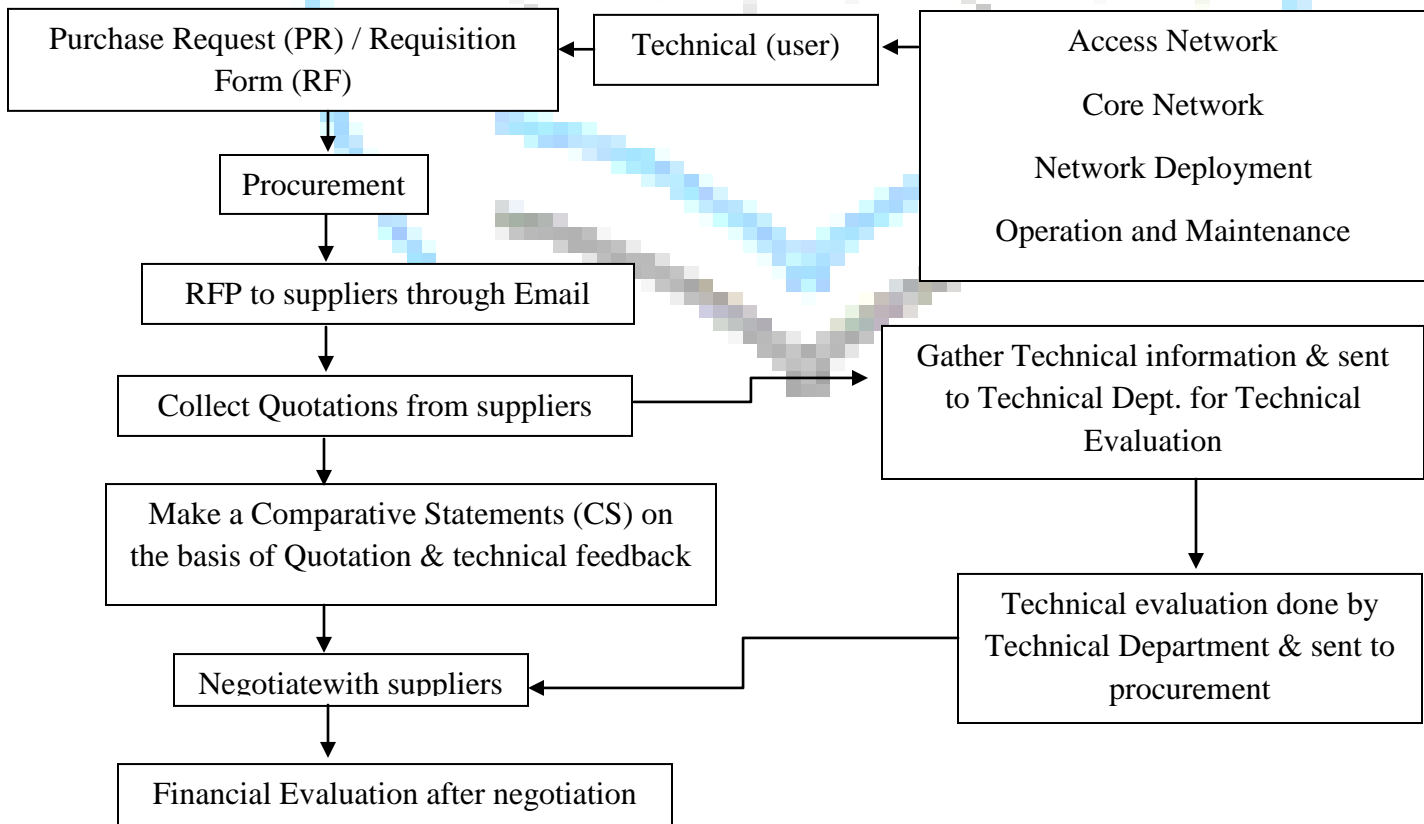 Purchase Request (PR) / Requisition
Form (RF)
Technical (user)
Access Network
Core Network
Network Deployment
Operation and Maintenance
Procurement
RFP to suppliers through Email
Collect Quotations from suppliers
Gather Technical information & sent
to Technical Dept. for Technical
Evaluation
Make a Comparative Statements (CS) on
the basis of Quotation & technical feedback
Technical evaluation done by
Technical Department & sent to
procurement
Negotiatewith suppliers
Financial Evaluation after negotiation